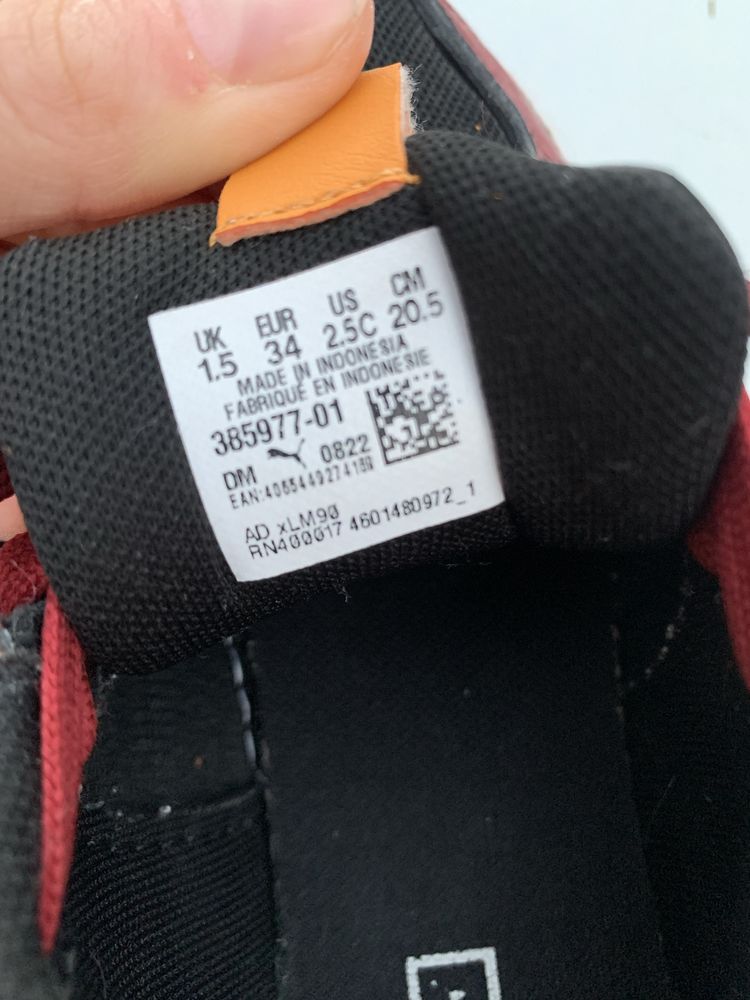 UK EUR US CM
1.5 34 2.5C 20.5
MADE IN INDONESIA
FABRIQUE EN INDONESIE
385977-01
DM 0822
AD xLM90
RN400017 4601480972_1